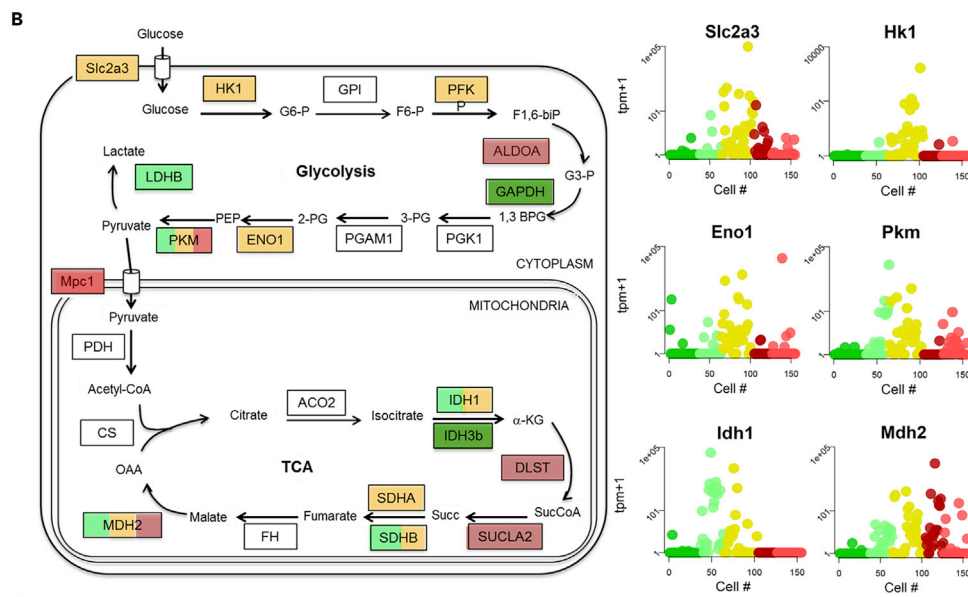 B
Glucose
Slc2a3
Glucose
HK1
G6-P
GPI
F6-P
PFK
P
F1,6-biP
ALDOA
G3-P
GAPDH
1,3 BPG
PGK1
3-PG
PGAM1
2-PG
ENO1
PEP
PKM
Pyruvate
LDHB
Lactate
Glycolysis
CYTOPLASM
Mpc1
MITOCHONDRIA
Pyruvate
PDH
Acetyl-CoA
CS
OAA
Citrate
ACO2
Isocitrate
IDH1
IDH3b
α-KG
DLST
SucCoA
SUCLA2
Succ
SDHA
SDHB
Fumarate
FH
Malate
MDH2
TCA
Slc2a3
tpm+1
1e+05
101
1
0 50 100 150
Cell #
Hk1
10000
101
1
0 50 100 150
Cell #
Eno1
tpm+1
1e+05
101
1
0 50 100 150
Cell #
Pkm
1e+05
101
1
0 50 100 150
Cell #
Idh1
tpm+1
1e+05
101
1
0 50 100 150
Cell #
Mdh2
1e+05
101
1
0 50 100 150
Cell #